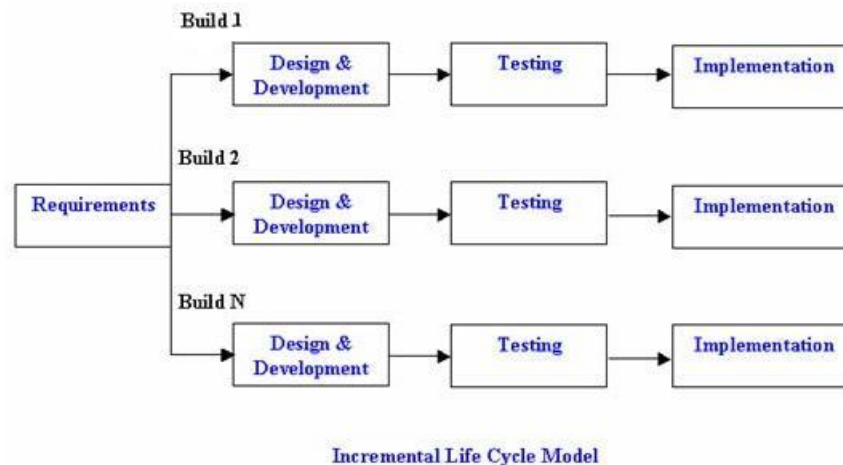 Build 1
Design &
Development
Testing
Implementation
Build 2
Requirements
Design &
Development
Testing
Implementation
Build N
Design &
Development
Testing
Implementation
Incremental Life Cycle Model